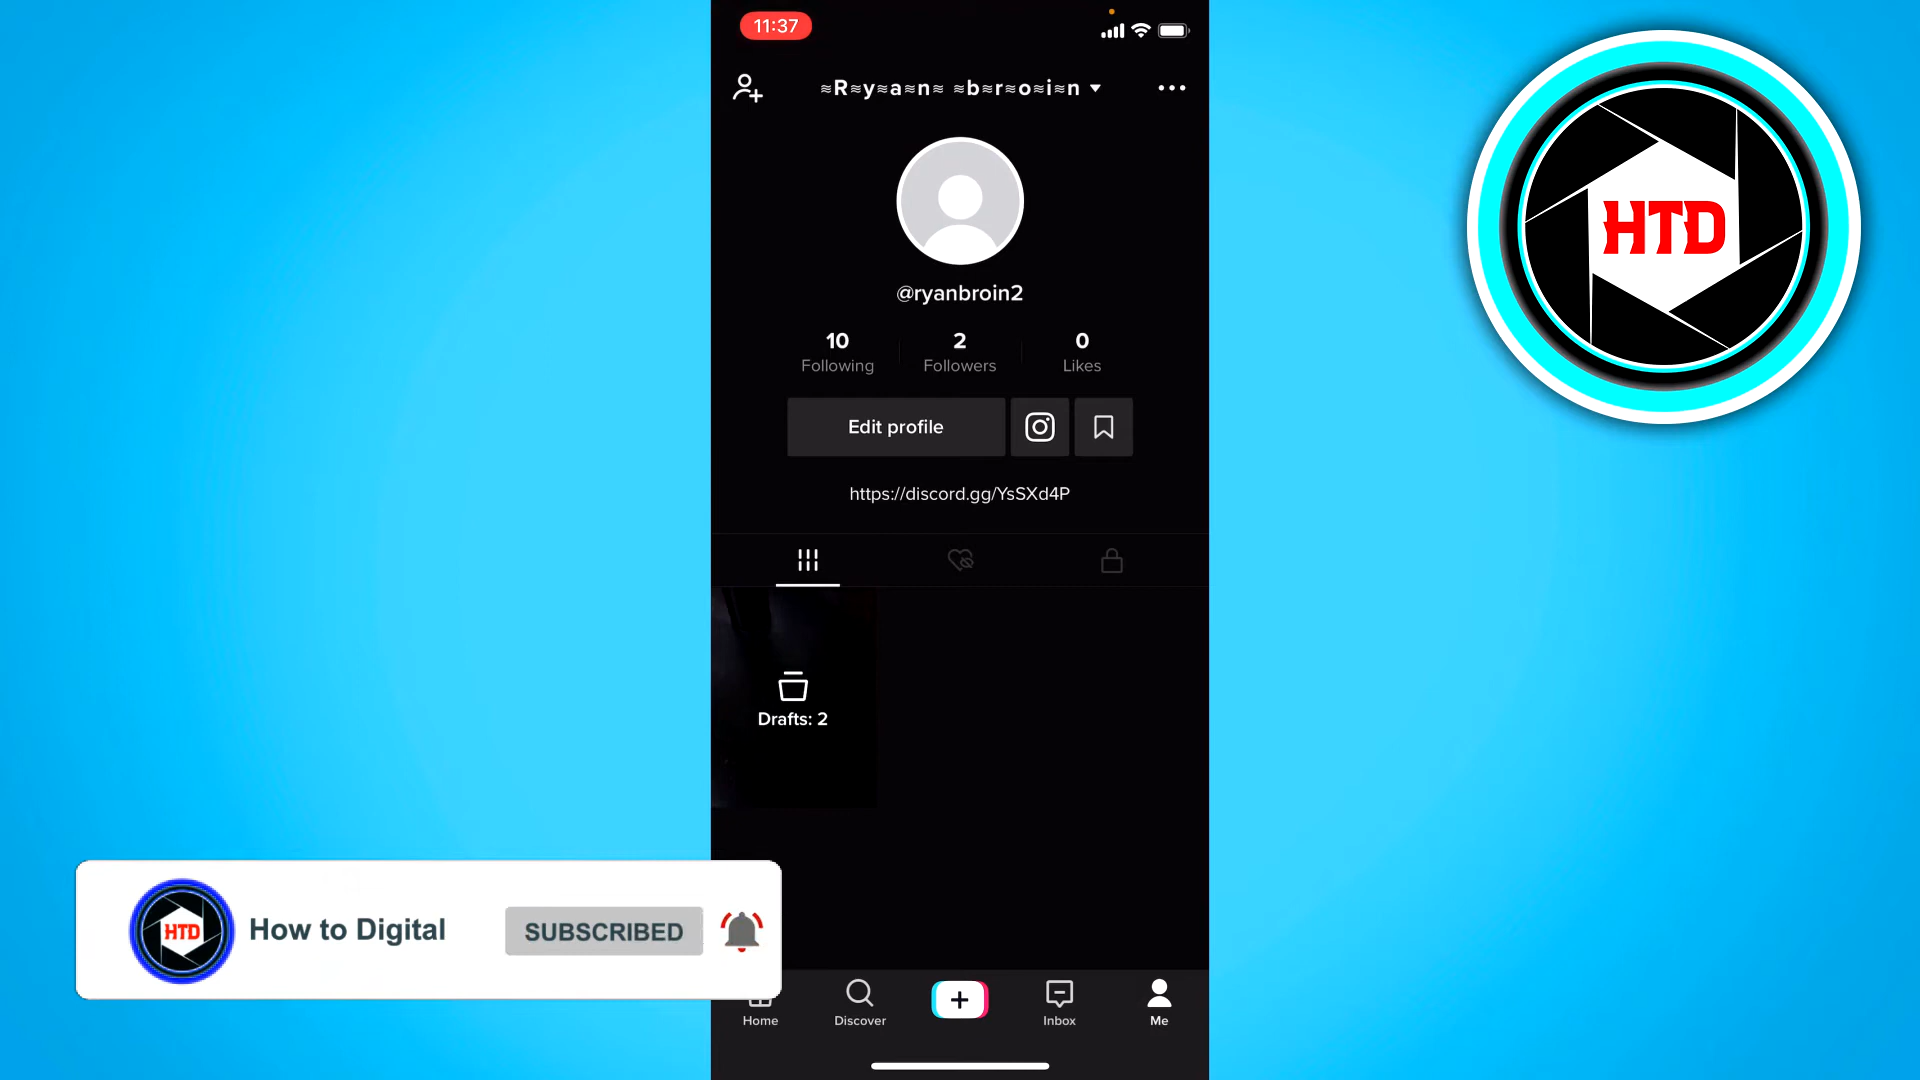 11:37
≋R≋y≋a≋n≋ ≋b≋r≋o≋i≋n
HTD
@ryanbroin2
10 2 0
Following Followers Likes
Edit profile
https://discord.gg/YsSXd4P
Drafts: 2
HTD How to Digital SUBSCRIBED
Home Discover Inbox Me